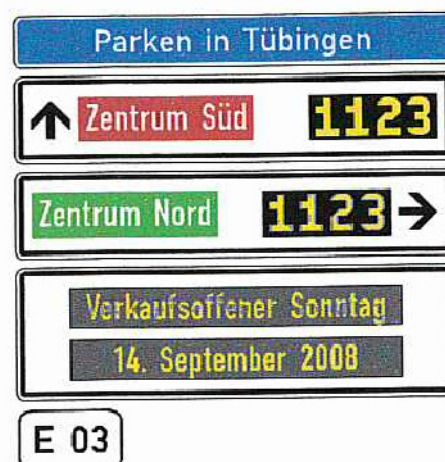 Parken in Tübingen
Zentrum Süd 1123
Zentrum Nord 1123
Verkaufsoffener Sonntag
14. September 2008
E 03